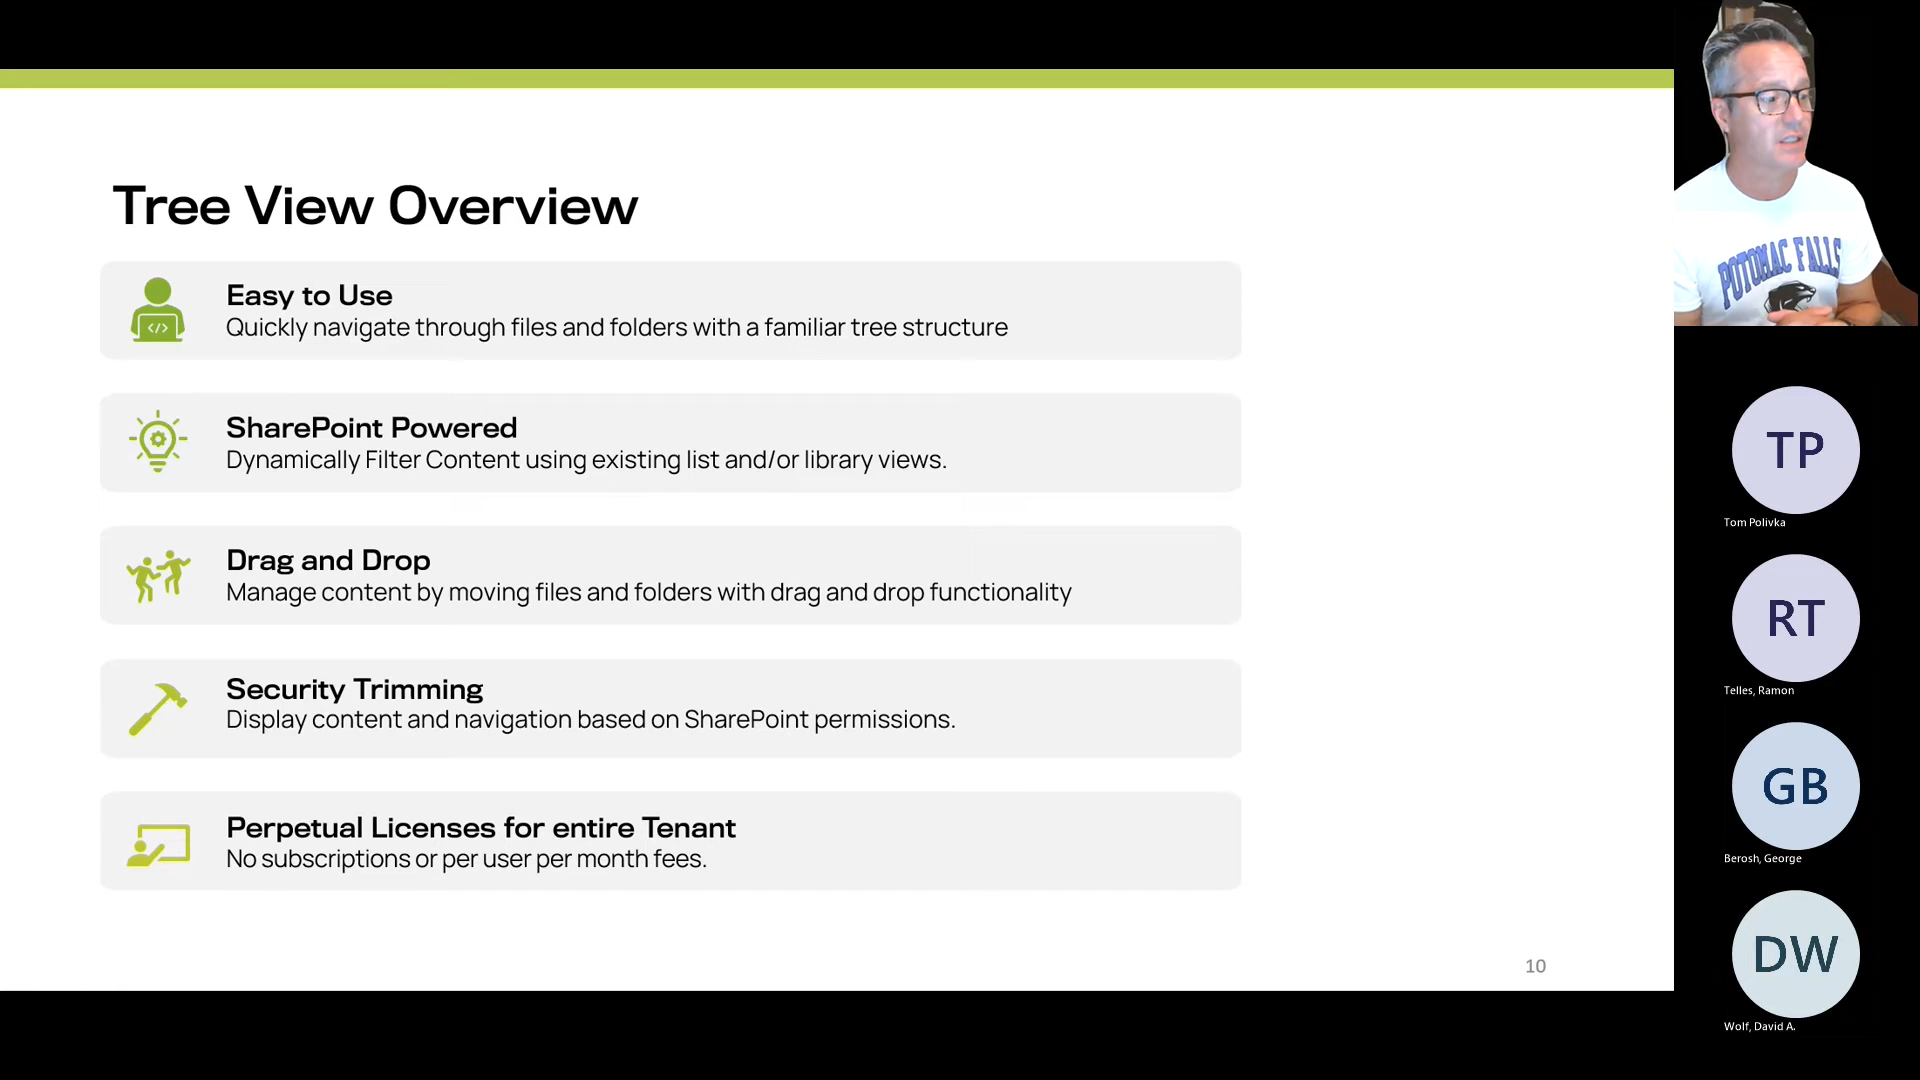 Tree View Overview
Easy to Use
Quickly navigate through files and folders with a familiar tree structure
SharePoint Powered
Dynamically Filter Content using existing list and/or library views.
Drag and Drop
Manage content by moving files and folders with drag and drop functionality
Security Trimming
Display content and navigation based on SharePoint permissions.
Perpetual Licenses for entire Tenant
No subscriptions or per user per month fees.
10
POTOMAC FALLS
TP
Tom Polivka
RT
Telles, Ramon
GB
Berosh, George
DW
Wolf, David A.